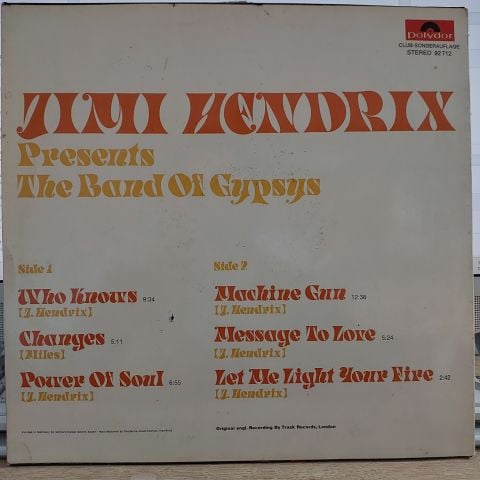 Polydor
CLUB-SONDERAUFLAGE
STEREO 92 712
JIMI HENDRIX
Presents
The Band Of Gypsys
Side 1
Who Knows 9:34
[J. Hendrix]
Changes 5:11
[Miles]
Power Of Soul 6:55
[J. Hendrix]
Side 2
Machine Gun 12:38
[J. Hendrix]
Message To Love 5:24
[J. Hendrix]
Let Me Light Your Fire 2:42
[J. Hendrix]
Original engl. Recording By Track Records, London